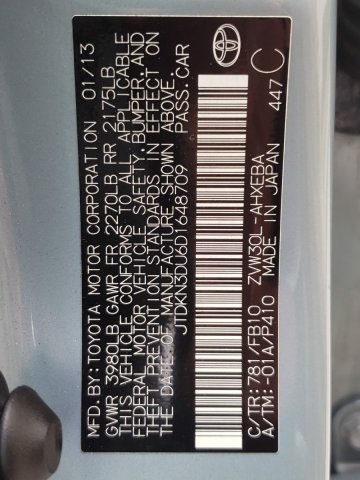 MFD. BY: TOYOTA MOTOR CORPORATION 01/13
GVWR 3980LB GAWR FR 2270LB RR 2175LB
THIS VEHICLE CONFORMS TO ALL APPLICABLE
FEDERAL MOTOR VEHICLE SAFETY, BUMPER, AND
THEFT PREVENTION STANDARDS IN EFFECT ON
THE DATE OF MANUFACTURE SHOWN ABOVE.
JTDKN3DU6D1648709 PASS. CAR
C/TR: 781/FB10 ZVW30L-AHXEBA
A/TM: -01A/P410 MADE IN JAPAN 447 C